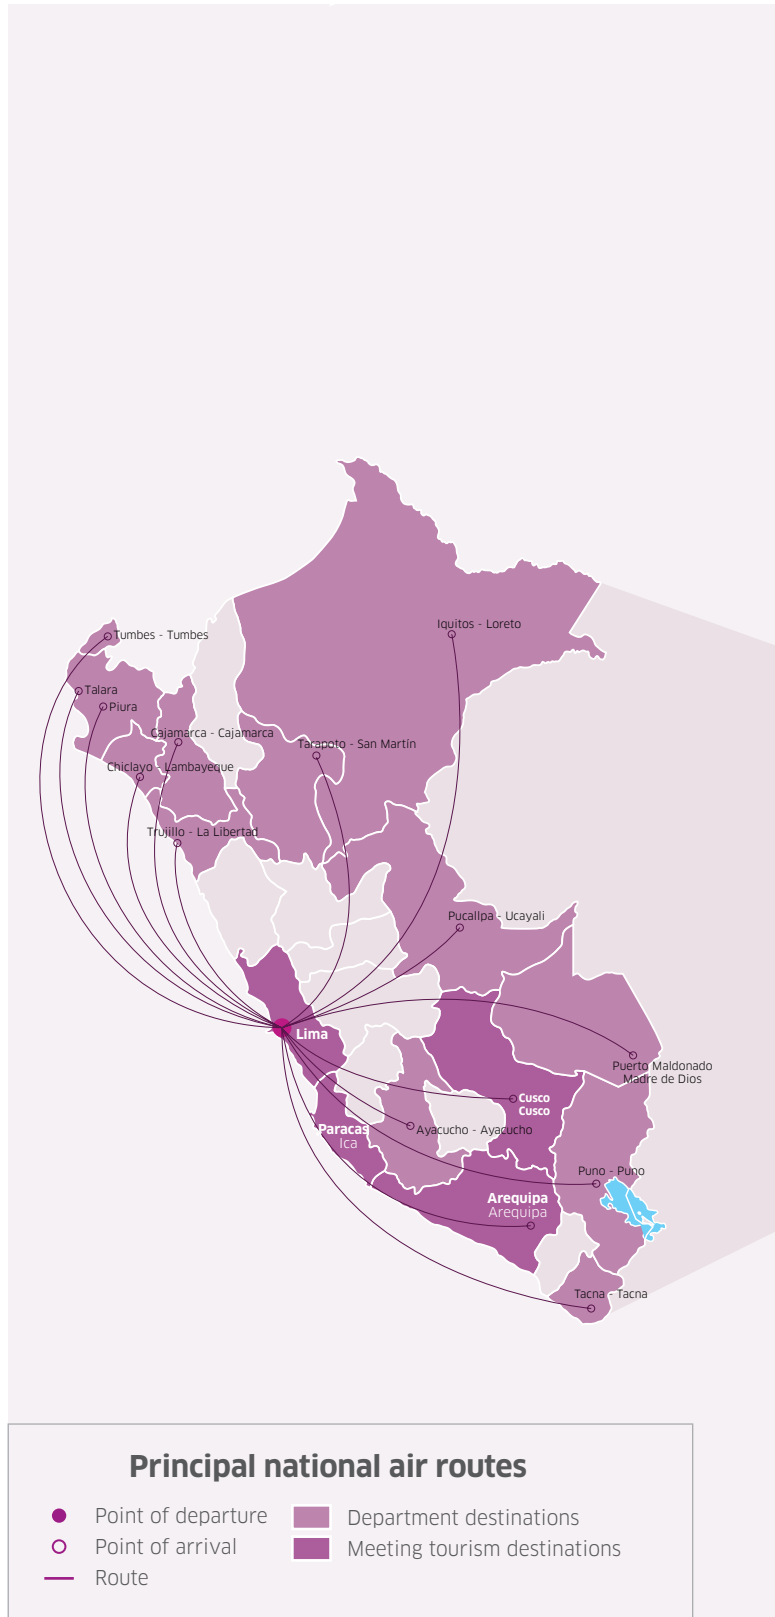 Iquitos - Loreto
Tumbes - Tumbes
Talara
Piura
Cajamarca - Cajamarca
Tarapoto - San Martín
Chiclayo - Lambayeque
Trujillo - La Libertad
Pucallpa - Ucayali
Lima
Puerto Maldonado
Madre de Dios
Cusco
Cusco
Paracas
Ica
Ayacucho - Ayacucho
Puno - Puno
Arequipa
Arequipa
Tacna - Tacna
Principal national air routes
Point of departure
Department destinations
Point of arrival
Meeting tourism destinations
Route